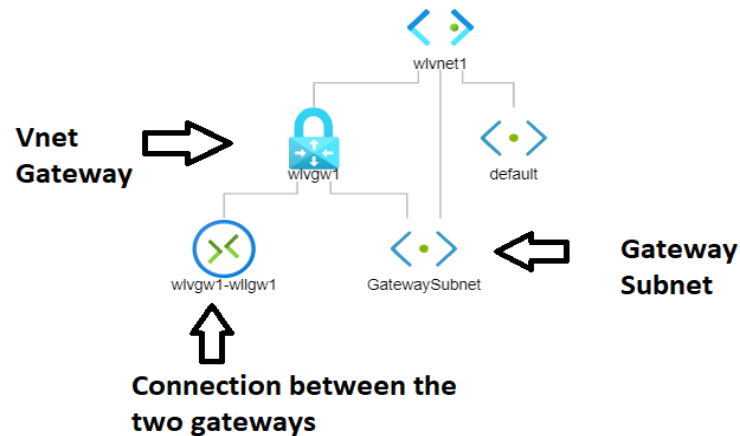 wlvnet1
Vnet
Gateway
wlvgw1
default
wlvgw1-wllgw1
GatewaySubnet
Gateway
Subnet
Connection between the
two gateways